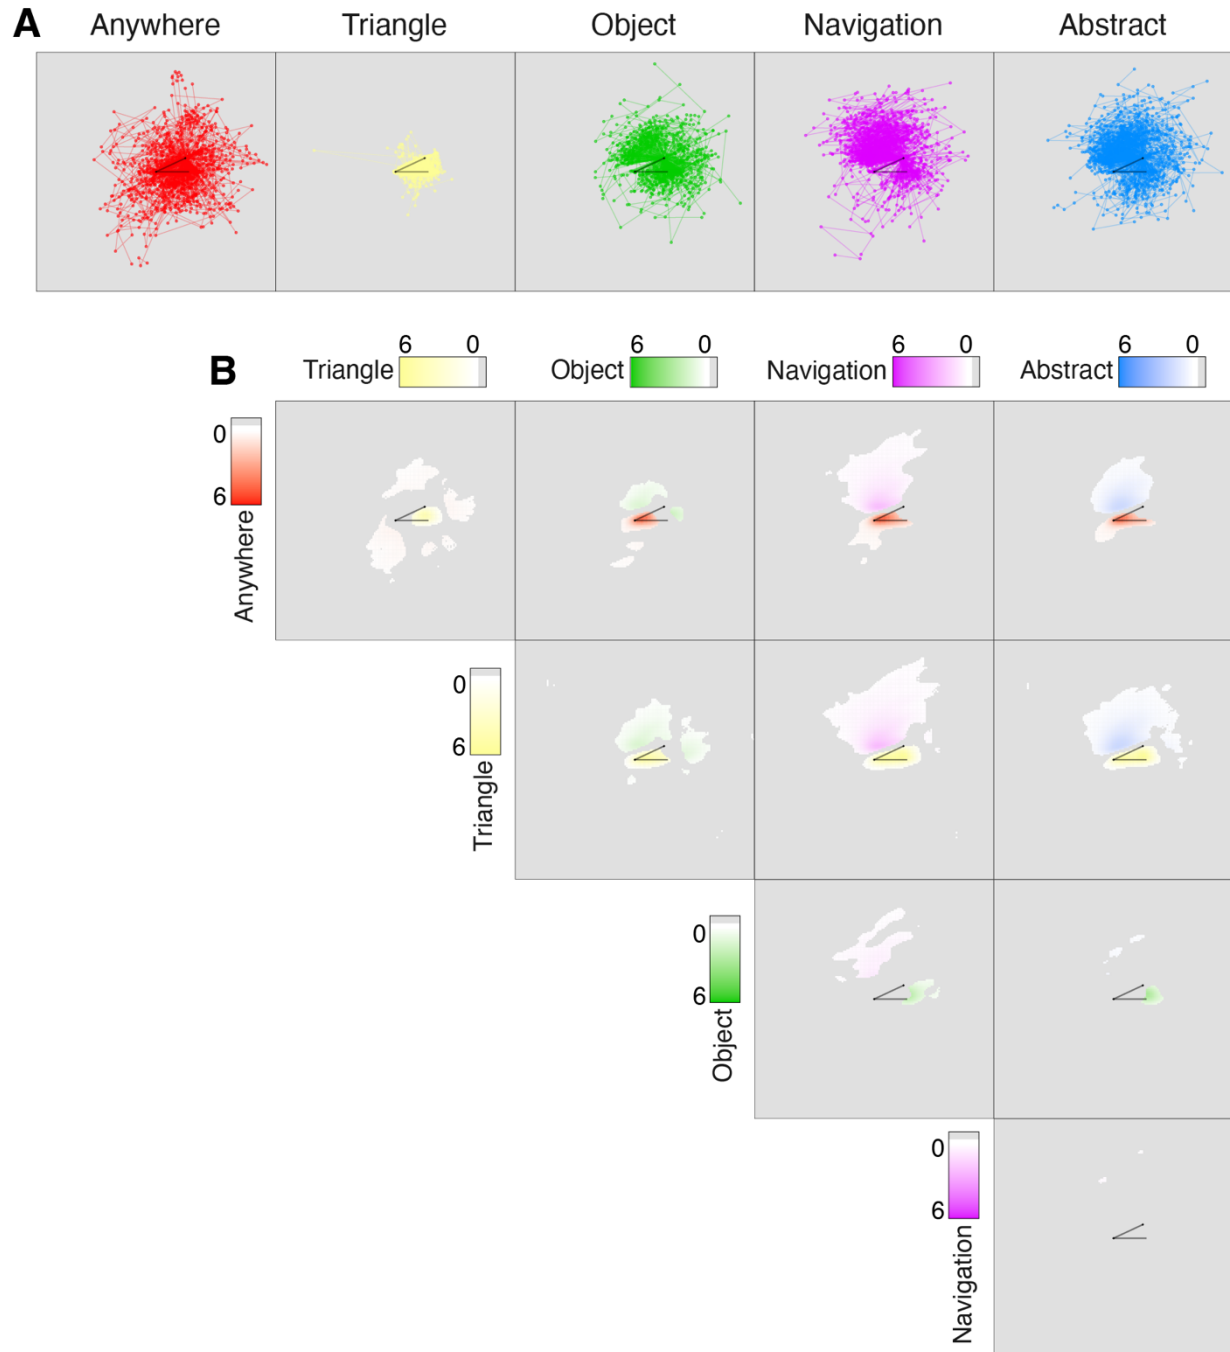 A
Anywhere Triangle Object Navigation Abstract
B
6 0 6 0 6 0 6 0
Triangle Object Navigation Abstract
0
6
Anywhere
0
6
Triangle
0
6
Object
0
6
Navigation